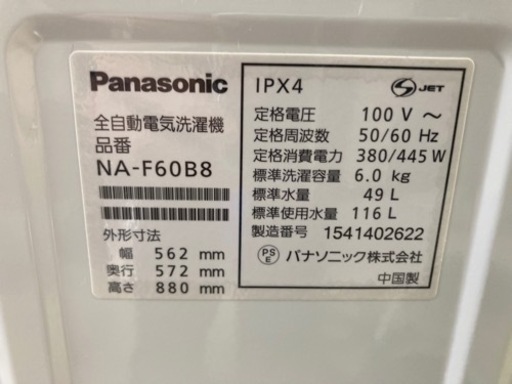 Panasonic
全自動電気洗濯機
品番
NA-F60B8
外形寸法
幅 562 mm
奥行 572 mm
高さ 880 mm
IPX4
S JET
定格電圧 100 V ～
定格周波数 50/60 Hz
定格消費電力 380/445 W
標準洗濯容量 6.0 kg
標準水量 49 L
標準使用水量 116 L
製造番号 1541402622
PS E パナソニック株式会社
中国製